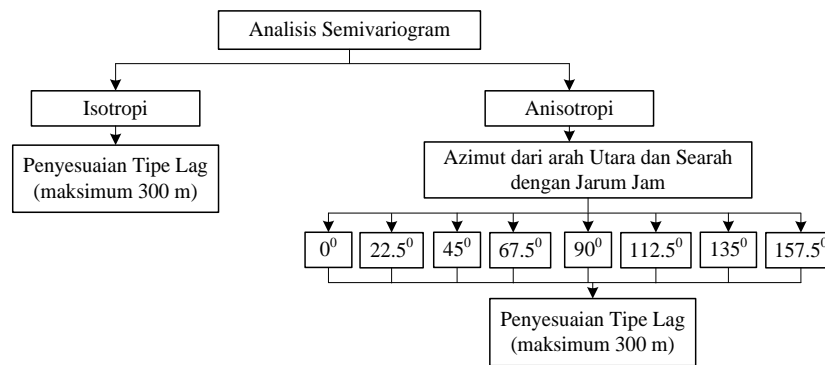 Analisis Semivariogram
Isotropi
Anisotropi
Penyesuaian Tipe Lag
(maksimum 300 m)
Azimut dari arah Utara dan Searah
dengan Jarum Jam
0⁰
22.5⁰
45⁰
67.5⁰
90⁰
112.5⁰
135⁰
157.5⁰
Penyesuaian Tipe Lag
(maksimum 300 m)